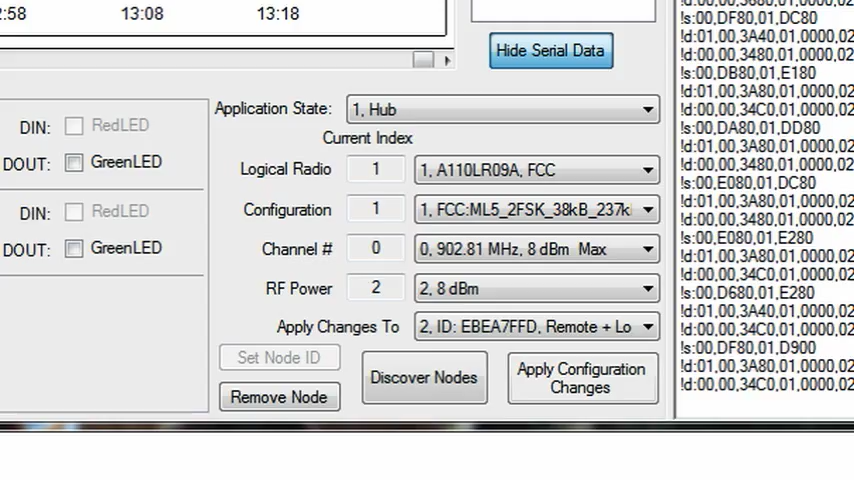 2:58 13:08 13:18
Hide Serial Data
Application State: 1, Hub
Current Index
DIN: RedLED
DOUT: GreenLED
DIN: RedLED
DOUT: GreenLED
Logical Radio 1 1, A110LR09A, FCC
Configuration 1 1, FCC:ML5_2FSK_38kB_237k
Channel # 0 0, 902.81 MHz, 8 dBm Max
RF Power 2 2, 8 dBm
Apply Changes To 2, ID: EBEA7FFD, Remote + Lo
Set Node ID
Remove Node
Discover Nodes
Apply Configuration
Changes
!s:00,DF80,01,DC80
!d:01,00,3A40,01,0000,02
!d:00,00,3480,01,0000,02
!s:00,DB80,01,E180
!d:01,00,3A80,01,0000,02
!d:00,00,34C0,01,0000,02
!s:00,DA80,01,DD80
!d:01,00,3A80,01,0000,02
!d:00,00,3480,01,0000,02
!s:00,E080,01,DC80
!d:01,00,3A80,01,0000,02
!d:00,00,3480,01,0000,02
!s:00,E080,01,E280
!d:01,00,3A80,01,0000,02
!d:00,00,34C0,01,0000,02
!s:00,D680,01,E280
!d:01,00,3A40,01,0000,02
!d:00,00,34C0,01,0000,02
!s:00,DF80,01,D900
!d:01,00,3A80,01,0000,02
!d:00,00,34C0,01,0000,02